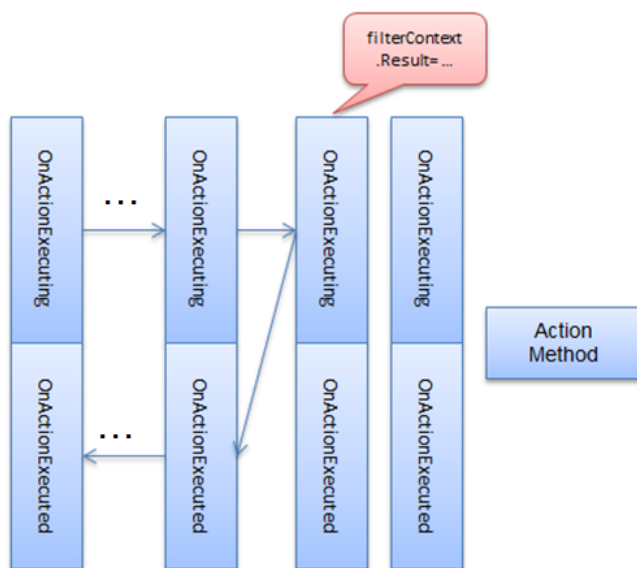 filterContext
.Result= ...
OnActionExecuting
...
OnActionExecuting
OnActionExecuting
OnActionExecuting
Action
Method
OnActionExecuted
...
OnActionExecuted
OnActionExecuted
OnActionExecuted